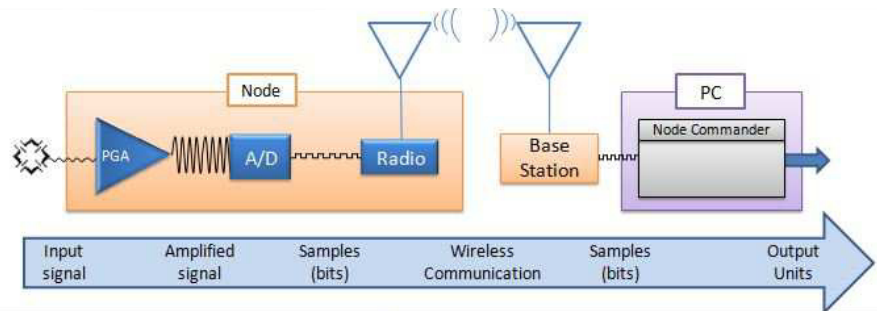 Node
PC
PGA
A/D
Radio
Base
Station
Node Commander
Input
signal
Amplified
signal
Samples
(bits)
Wireless
Communication
Samples
(bits)
Output
Units